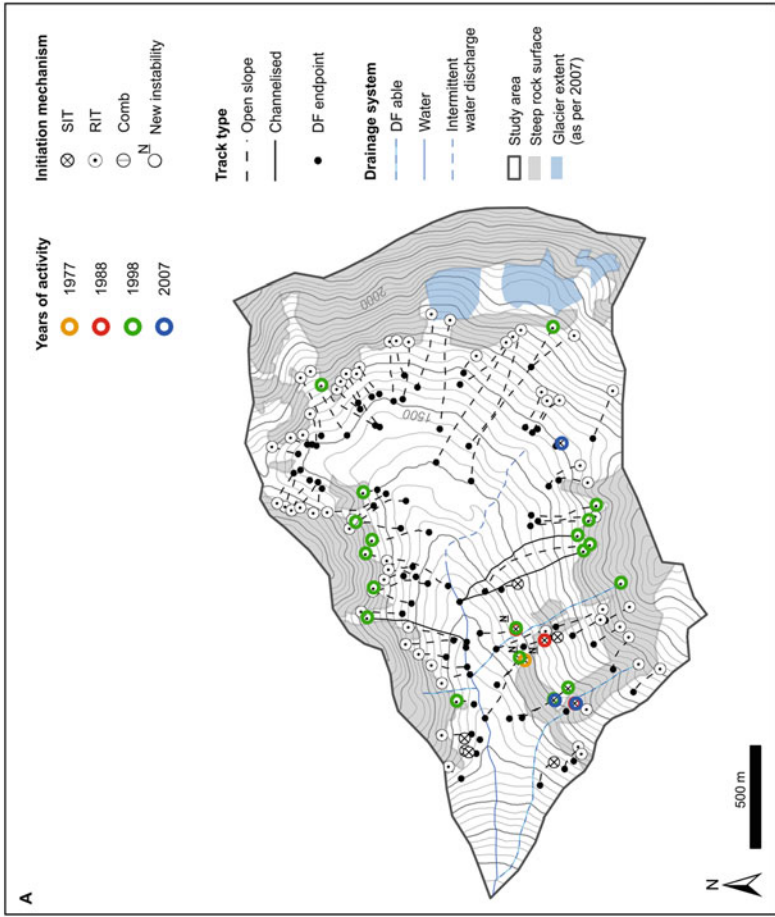 A
Years of activity
1977
1988
1998
2007
Initiation mechanism
SIT
RIT
Comb
N
New instability
Track type
Open slope
Channelised
DF endpoint
Drainage system
DF able
Water
Intermittent
water discharge
Study area
Steep rock surface
Glacier extent
(as per 2007)
2000
1500
N
N
N
500 m
N